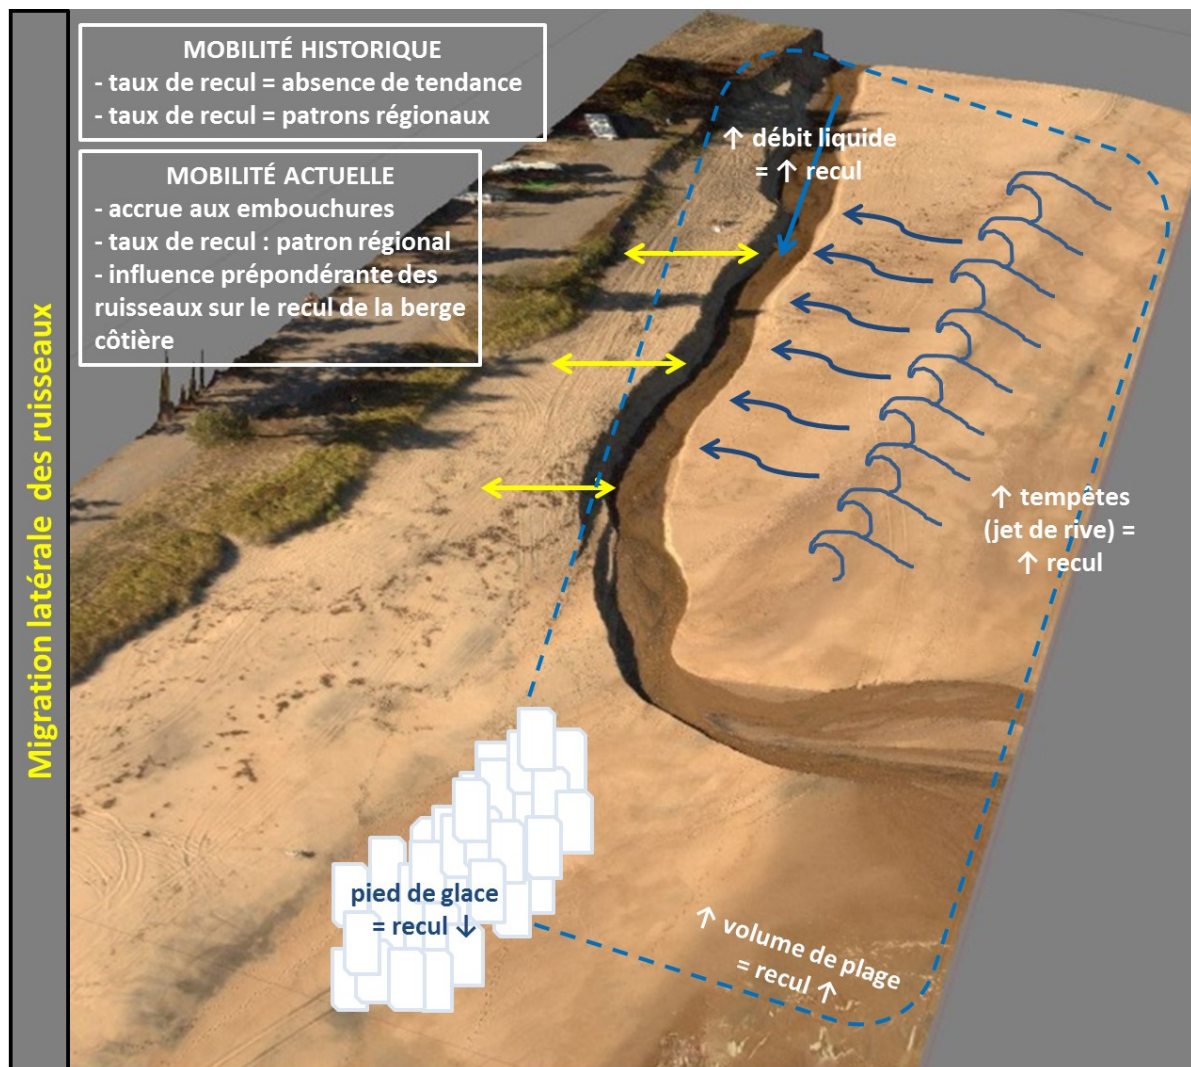 Migration latérale des ruisseaux
MOBILITÉ HISTORIQUE
- taux de recul = absence de tendance
- taux de recul = patrons régionaux
MOBILITÉ ACTUELLE
- accrue aux embouchures
- taux de recul : patron régional
- influence prépondérante des
ruisseaux sur le recul de la berge
côtière
↑ débit liquide
= ↑ recul
↑ tempêtes
(jet de rive) =
↑ recul
pied de glace
= recul ↓
↑ volume de plage
= recul ↑